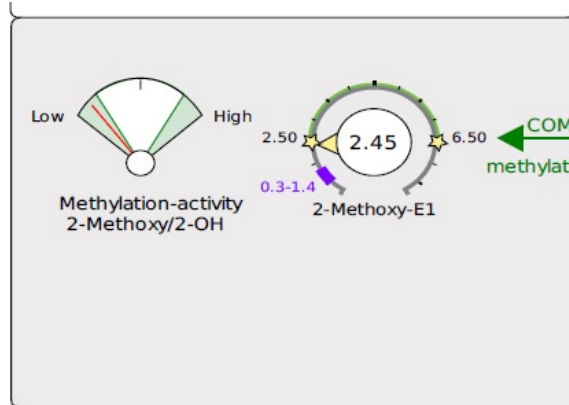 Low
High
Methylation-activity
2-Methoxy/2-OH
2.50
2.45
6.50
0.3-1.4
2-Methoxy-E1
COM
methylat